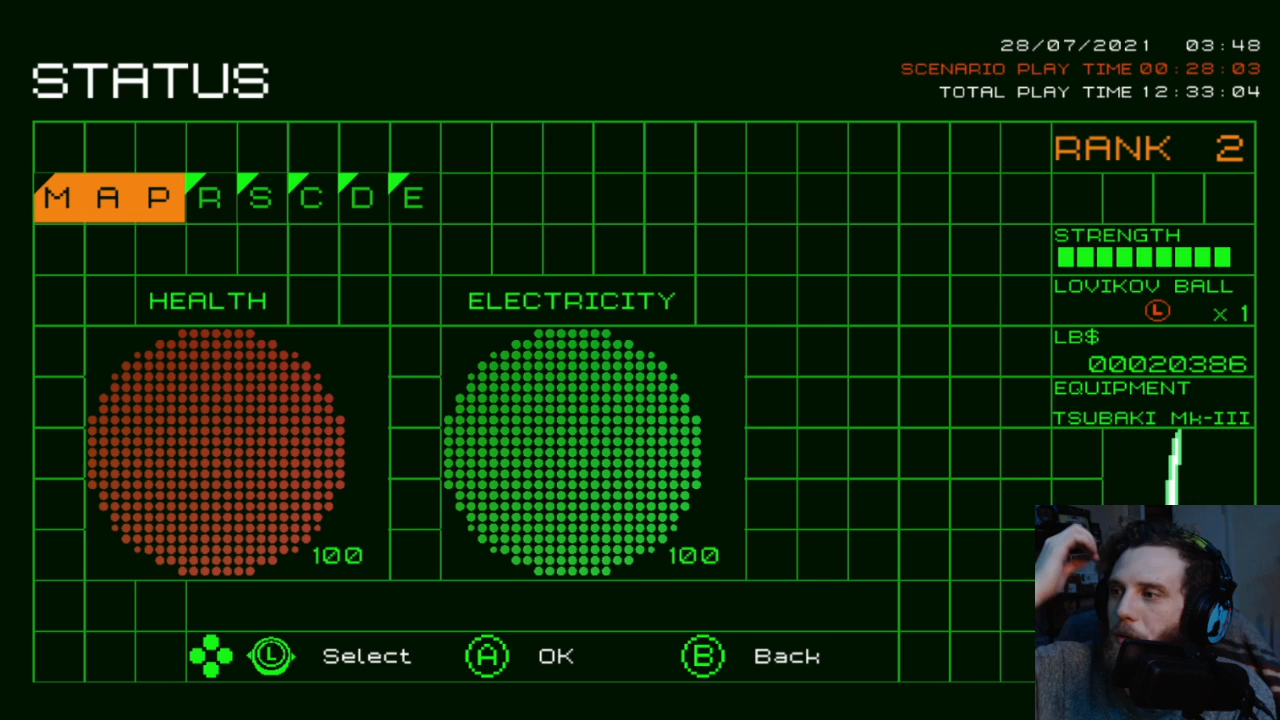 STATUS
28/07/2021 03:48
SCENARIO PLAY TIME 00:28:03
TOTAL PLAY TIME 12:33:04
RANK 2
MAP R S C D E
STRENGTH
LOVIKOV BALL
L x 1
LB$
00020386
EQUIPMENT
TSUBAKI Mk-III
HEALTH
ELECTRICITY
100
100
L Select A OK B Back